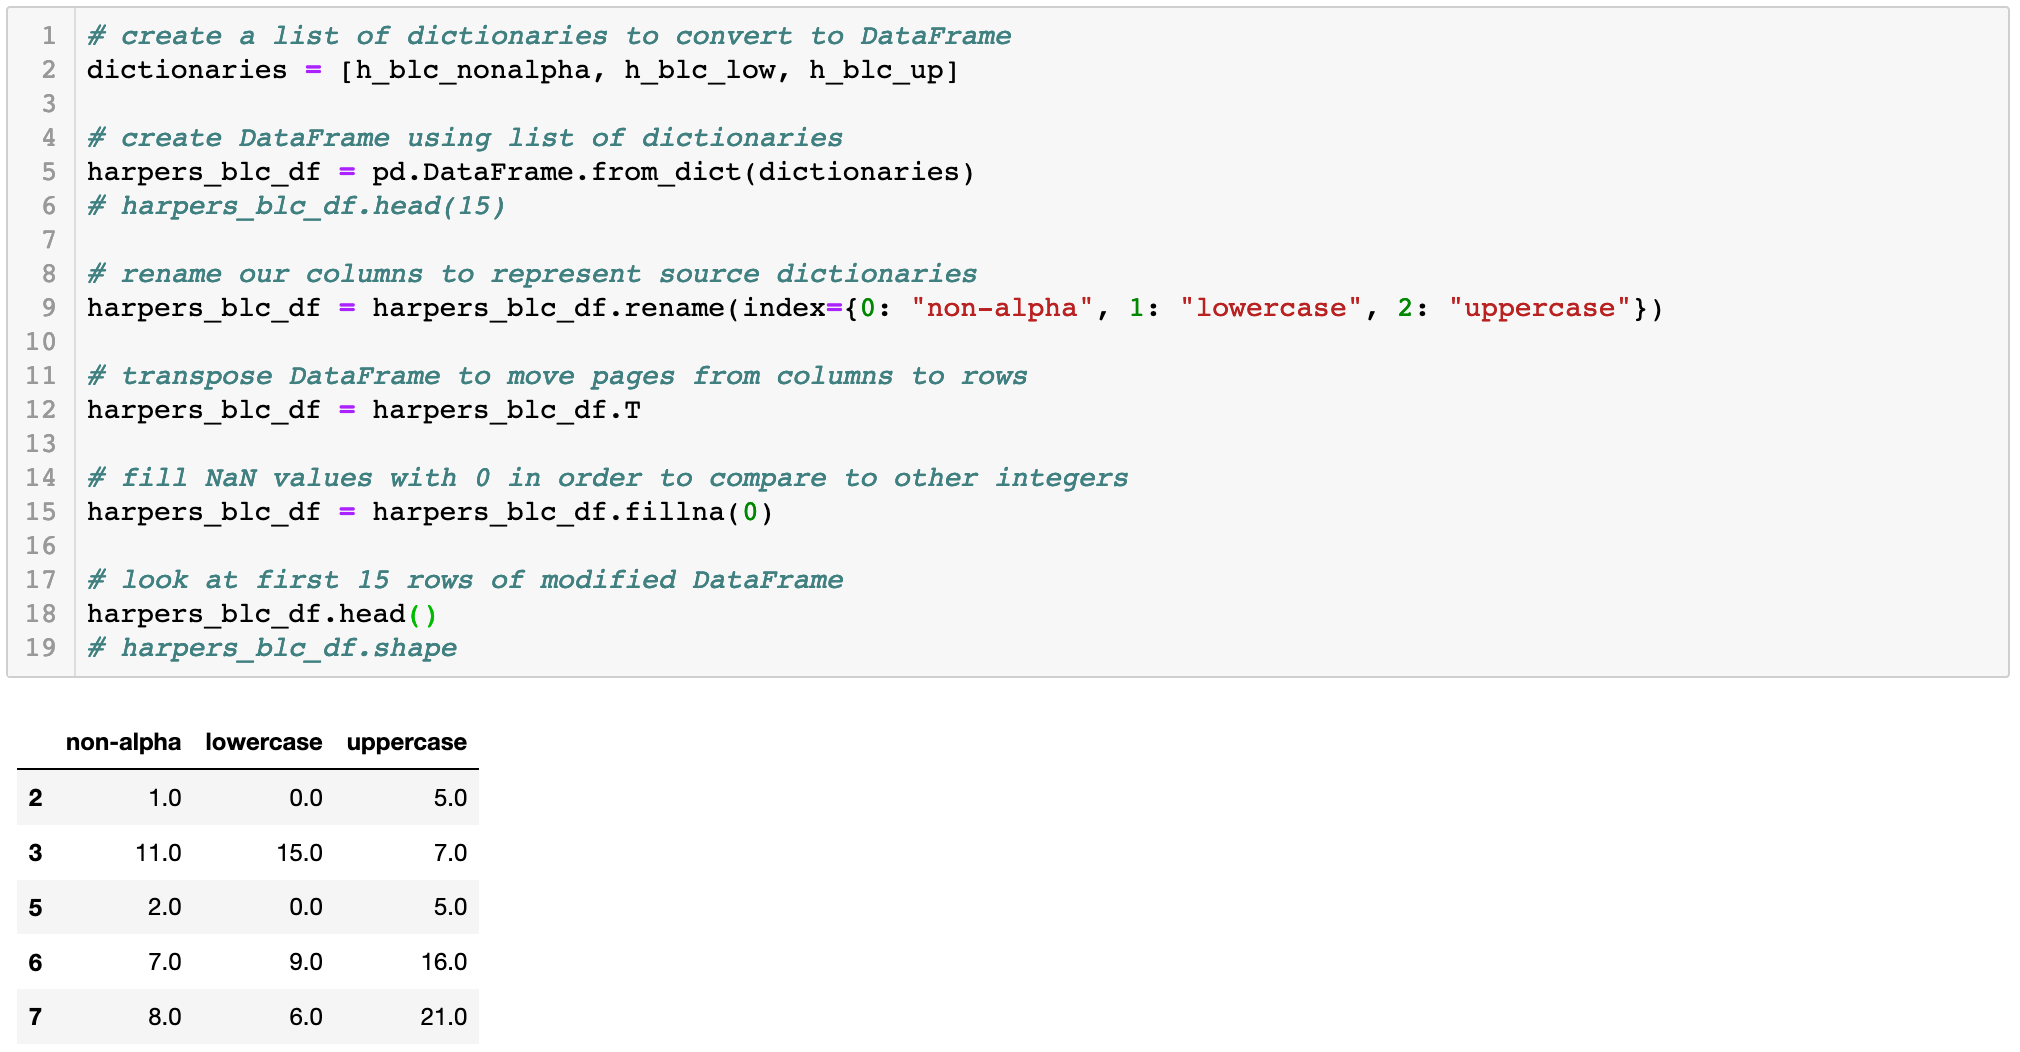 1 # create a list of dictionaries to convert to DataFrame
2 dictionaries = [h_blc_nonalpha, h_blc_low, h_blc_up]
3
4 # create DataFrame using list of dictionaries
5 harpers_blc_df = pd.DataFrame.from_dict(dictionaries)
6 # harpers_blc_df.head(15)
7
8 # rename our columns to represent source dictionaries
9 harpers_blc_df = harpers_blc_df.rename(index={0: "non-alpha", 1: "lowercase", 2: "uppercase"})
10
11 # transpose DataFrame to move pages from columns to rows
12 harpers_blc_df = harpers_blc_df.T
13
14 # fill NaN values with 0 in order to compare to other integers
15 harpers_blc_df = harpers_blc_df.fillna(0)
16
17 # look at first 15 rows of modified DataFrame
18 harpers_blc_df.head()
19 # harpers_blc_df.shape
non-alpha lowercase uppercase
2 1.0 0.0 5.0
3 11.0 15.0 7.0
5 2.0 0.0 5.0
6 7.0 9.0 16.0
7 8.0 6.0 21.0